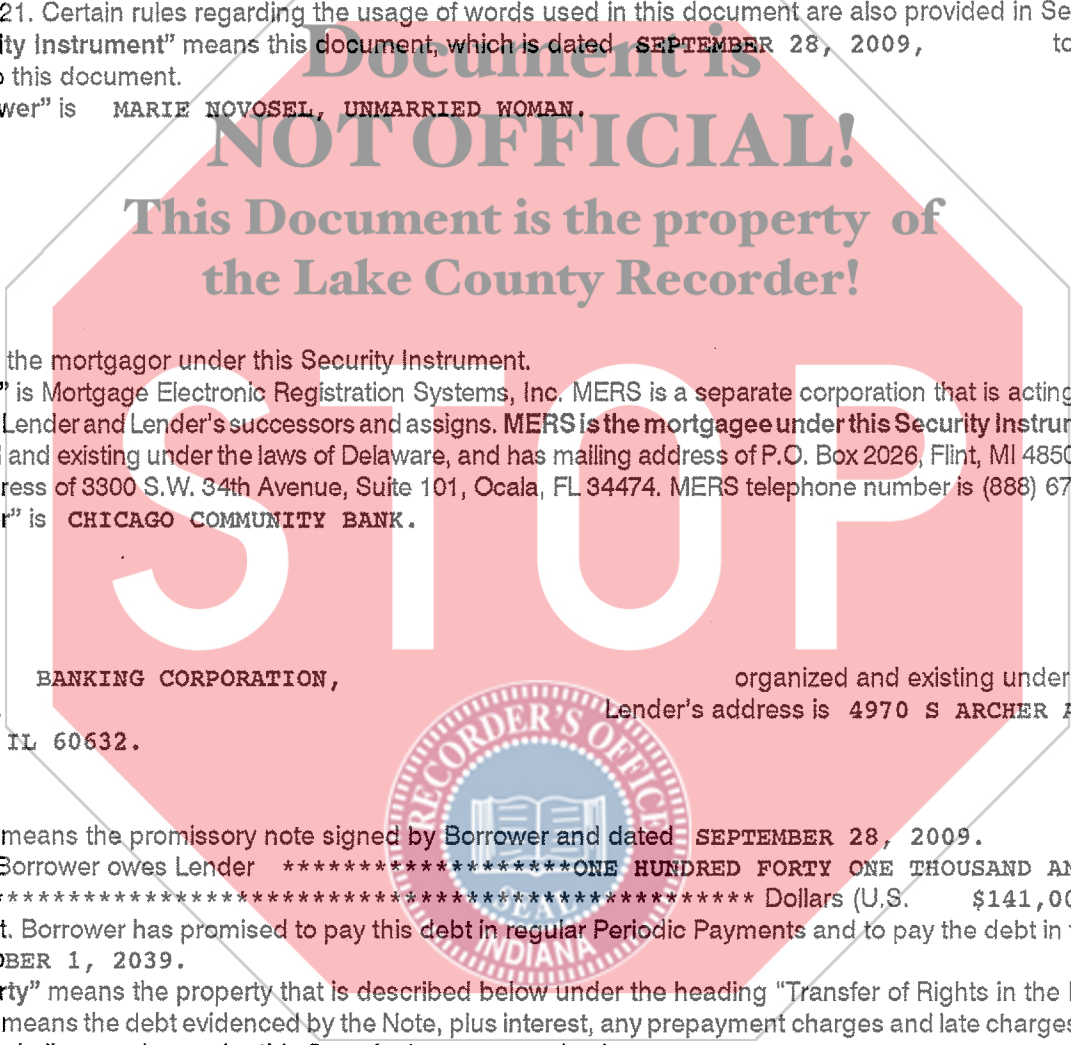 21. Certain rules regarding the usage of words used in this document are also provided in Se
ity Instrument” means this document, which is dated SEPTEMBER 28, 2009, to
this document.
wer” is MARIE NOVOSEL, UNMARRIED WOMAN.
Document is
NOT OFFICIAL!
This Document is the property of
the Lake County Recorder!
the mortgagor under this Security Instrument.
” is Mortgage Electronic Registration Systems, Inc. MERS is a separate corporation that is acting
Lender and Lender's successors and assigns. MERS is the mortgagee under this Security Instrur
and existing under the laws of Delaware, and has mailing address of P.O. Box 2026, Flint, MI 4850
ress of 3300 S.W. 34th Avenue, Suite 101, Ocala, FL 34474. MERS telephone number is (888) 67
r” is CHICAGO COMMUNITY BANK.
STOP
BANKING CORPORATION, organized and existing under
Lender's address is 4970 S ARCHER A
IL 60632.
RECORDER'S OFFICE
SEAL
INDIANA
means the promissory note signed by Borrower and dated SEPTEMBER 28, 2009.
Borrower owes Lender *******************ONE HUNDRED FORTY ONE THOUSAND AN
************************************************** Dollars (U.S. $141,00
t. Borrower has promised to pay this debt in regular Periodic Payments and to pay the debt in
OBER 1, 2039.
rty” means the property that is described below under the heading “Transfer of Rights in the
means the debt evidenced by the Note, plus interest, any prepayment charges and late charges